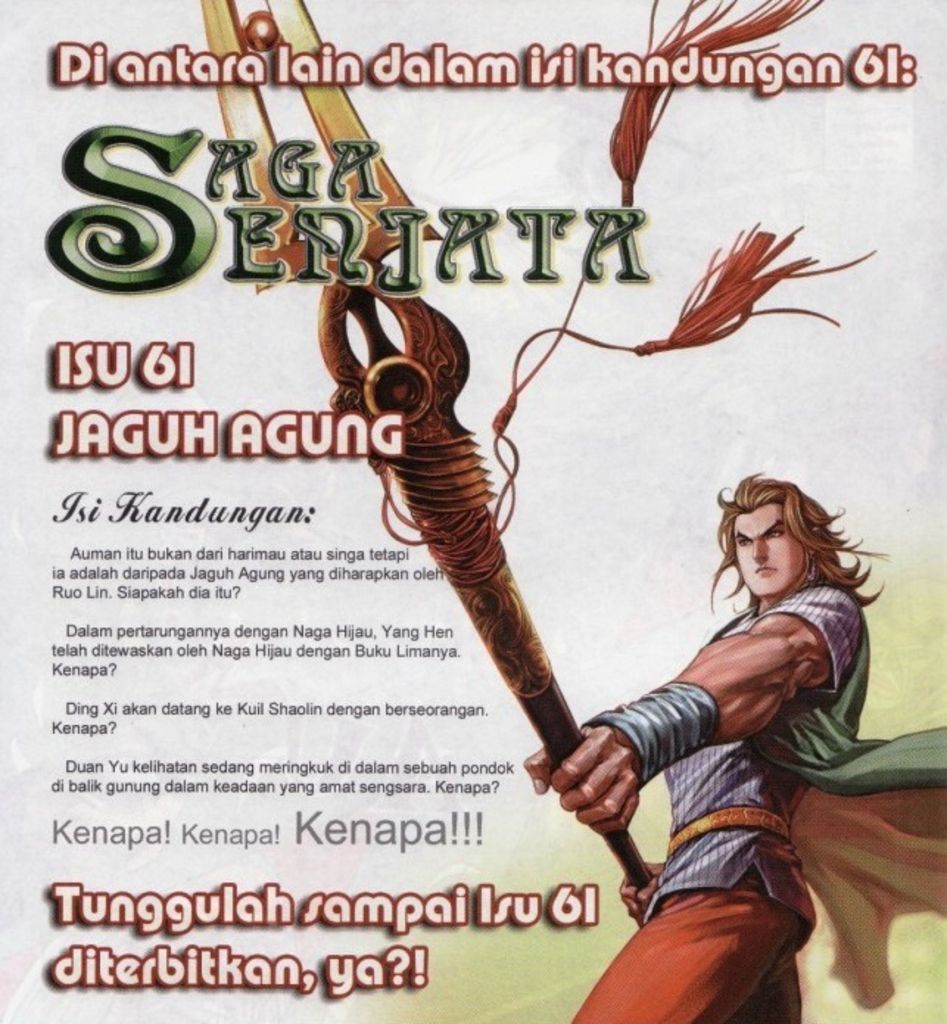 Di antara lain dalam isi kandungan 61:
SAGA
SENJATA
ISU 61
JAGUH AGUNG
Isi Kandungan:
Auman itu bukan dari harimau atau singa tetapi
ia adalah daripada Jaguh Agung yang diharapkan oleh
Ruo Lin. Siapakah dia itu?
Dalam pertarungannya dengan Naga Hijau, Yang Hen
telah ditewaskan oleh Naga Hijau dengan Buku Limanya.
Kenapa?
Ding Xi akan datang ke Kuil Shaolin dengan berseorangan.
Kenapa?
Duan Yu kelihatan sedang meringkuk di dalam sebuah pondok
di balik gunung dalam keadaan yang amat sengsara. Kenapa?
Kenapa! Kenapa! Kenapa!!!
Tunggulah sampai Isu 61
diterbitkan, ya?!